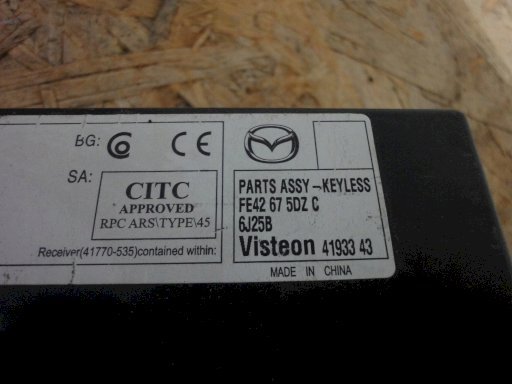 BG: CE
SA:
CITC
APPROVED
RPC ARS\TYPE\45
Receiver(41770-535)contained within:
PARTS ASSY-KEYLESS
FE42 67 5DZ C
6J25B
Visteon 41933 43
MADE IN CHINA